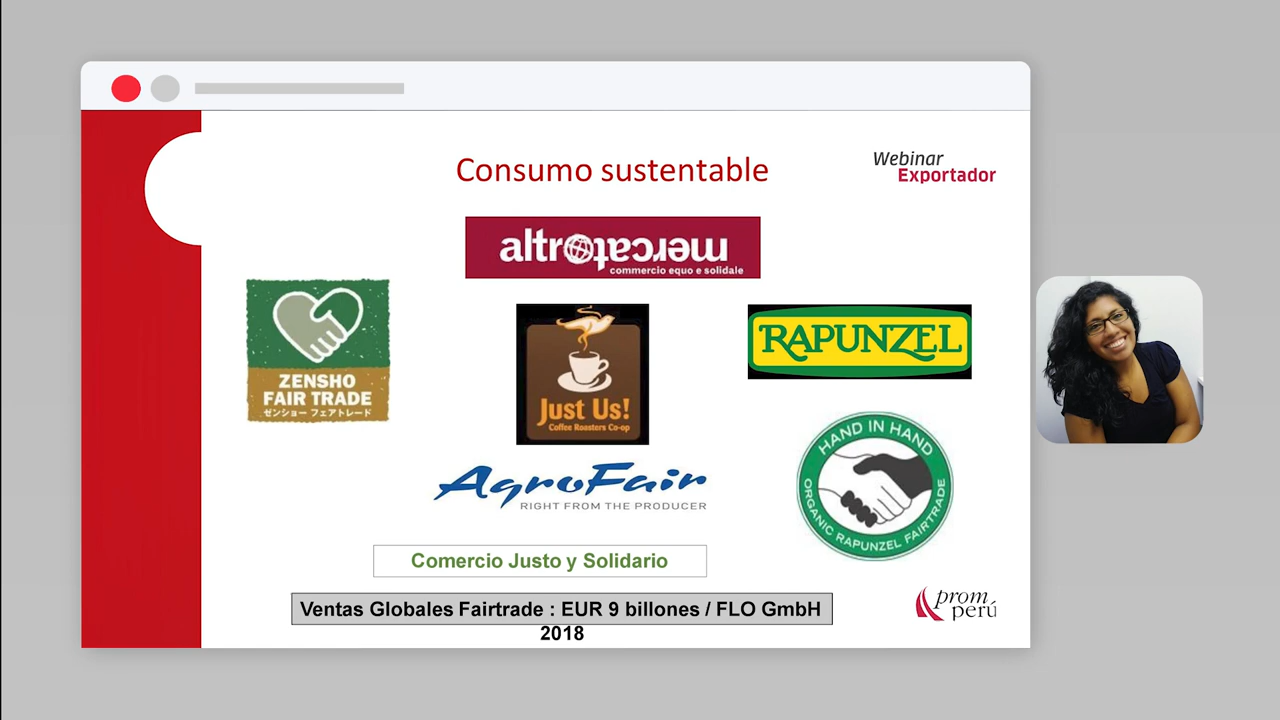 Consumo sustentable
Webinar
Exportador
altromercato
commercio equo e solidale
ZENSHO
FAIR TRADE
ゼンショー フェアトレード
Just Us!
Coffee Roasters Co-op
RAPUNZEL
AgroFair
RIGHT FROM THE PRODUCER
HAND IN HAND
ORGANIC RAPUNZEL FAIRTRADE
Comercio Justo y Solidario
Ventas Globales Fairtrade : EUR 9 billones / FLO GmbH
2018
prom
perú